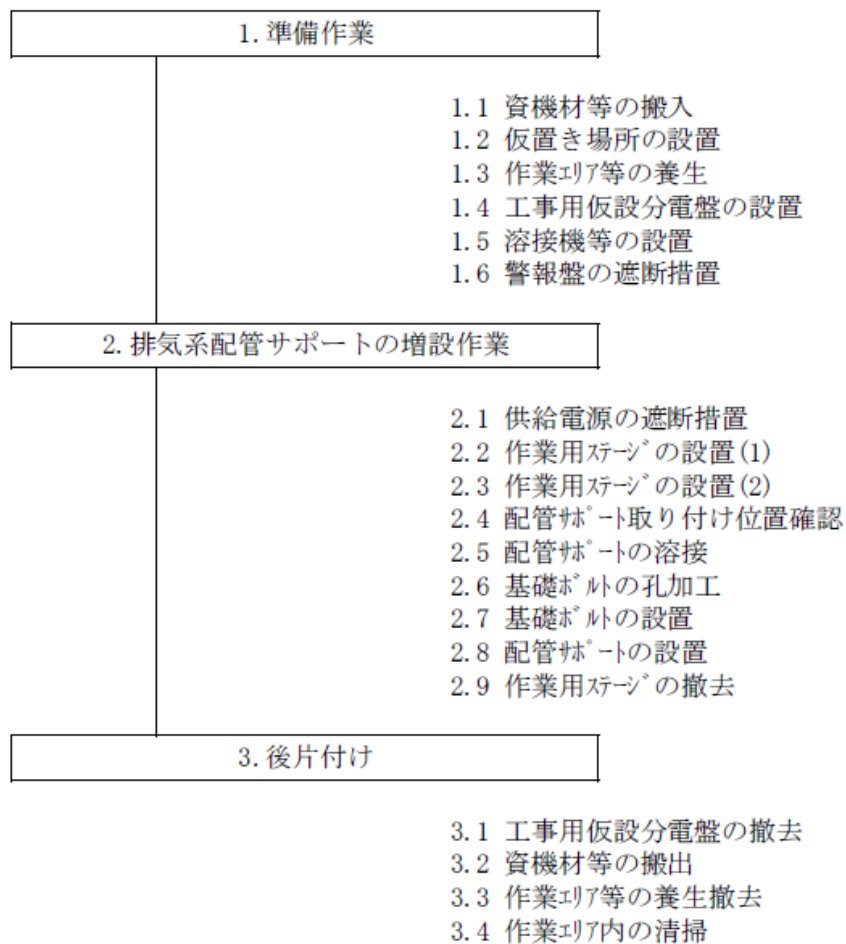 1.準備作業
1.1 資機材等の搬入
1.2 仮置き場所の設置
1.3 作業ｴﾘｱ等の養生
1.4 工事用仮設分電盤の設置
1.5 溶接機等の設置
1.6 警報盤の遮断措置
2.排気系配管サポートの増設作業
2.1 供給電源の遮断措置
2.2 作業用ｽﾃｰｼﾞの設置(1)
2.3 作業用ｽﾃｰｼﾞの設置(2)
2.4 配管ｻﾎﾟｰﾄ取り付け位置確認
2.5 配管ｻﾎﾟｰﾄの溶接
2.6 基礎ﾎﾞﾙﾄの孔加工
2.7 基礎ﾎﾞﾙﾄの設置
2.8 配管ｻﾎﾟｰﾄの設置
2.9 作業用ｽﾃｰｼﾞの撤去
3.後片付け
3.1 工事用仮設分電盤の撤去
3.2 資機材等の搬出
3.3 作業ｴﾘｱ等の養生撤去
3.4 作業ｴﾘｱ内の清掃